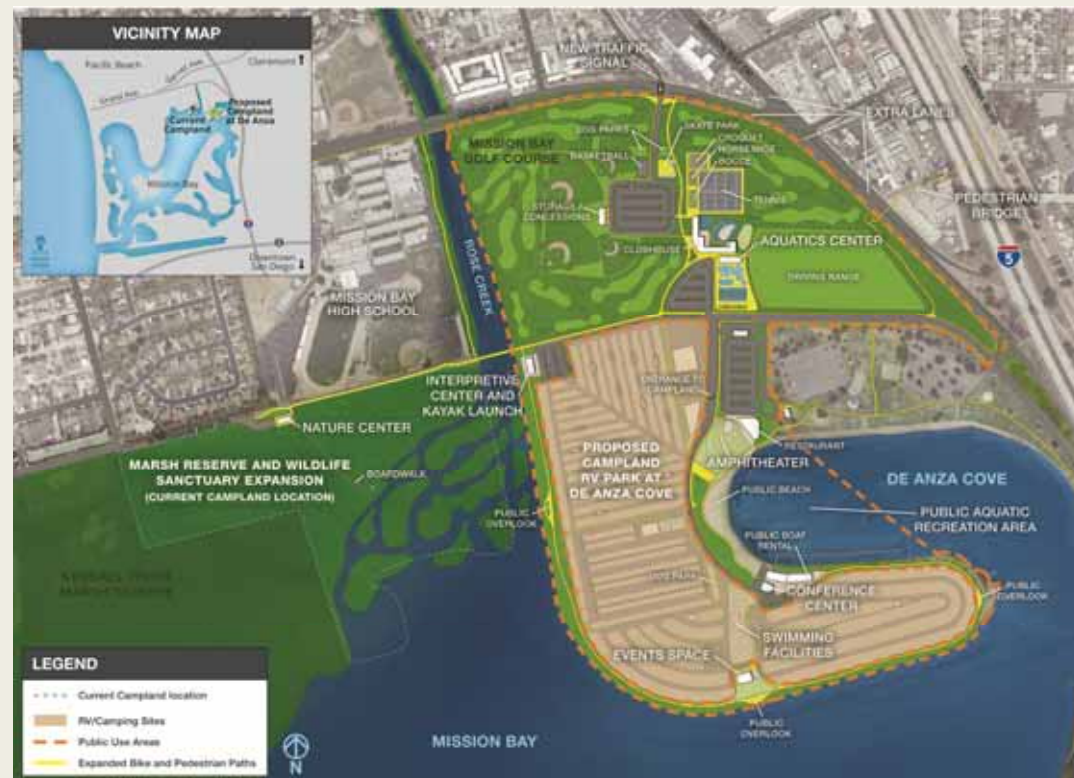 VICINITY MAP
Pacific Beach
Clairemont
Grand Ave.
Proposed
Campland
at De Anza
Current
Campland
Mission Bay
5
Downtown
San Diego
NEW TRAFFIC
SIGNAL
EXTRA LANES
MISSION BAY
GOLF COURSE
DOG PARKS
SKATE PARK
BASKETBALL
CROQUET
HORSESHOE
BOCCE
TENNIS
STORAGE/
CONCESSIONS
PEDESTRIAN
BRIDGE
CLUBHOUSE
AQUATICS CENTER
5
DRIVING RANGE
ROSE CREEK
MISSION BAY
HIGH SCHOOL
INTERPRETIVE
CENTER AND
KAYAK LAUNCH
ENTRANCE TO
CAMPLAND
NATURE CENTER
RESTAURANT
MARSH RESERVE AND WILDLIFE
SANCTUARY EXPANSION
(CURRENT CAMPLAND LOCATION)
BOARDWALK
PROPOSED
CAMPLAND
RV PARK AT
DE ANZA COVE
AMPHITHEATER
DE ANZA COVE
PUBLIC BEACH
PUBLIC AQUATIC
RECREATION AREA
PUBLIC
OVERLOOK
PUBLIC BOAT
RENTAL
CONFERENCE
CENTER
PUBLIC
OVERLOOK
SWIMMING
FACILITIES
EVENTS SPACE
PUBLIC
OVERLOOK
MISSION BAY
LEGEND
Current Campland location
RV/Camping Sites
Public Use Areas
Expanded Bike and Pedestrian Paths
N